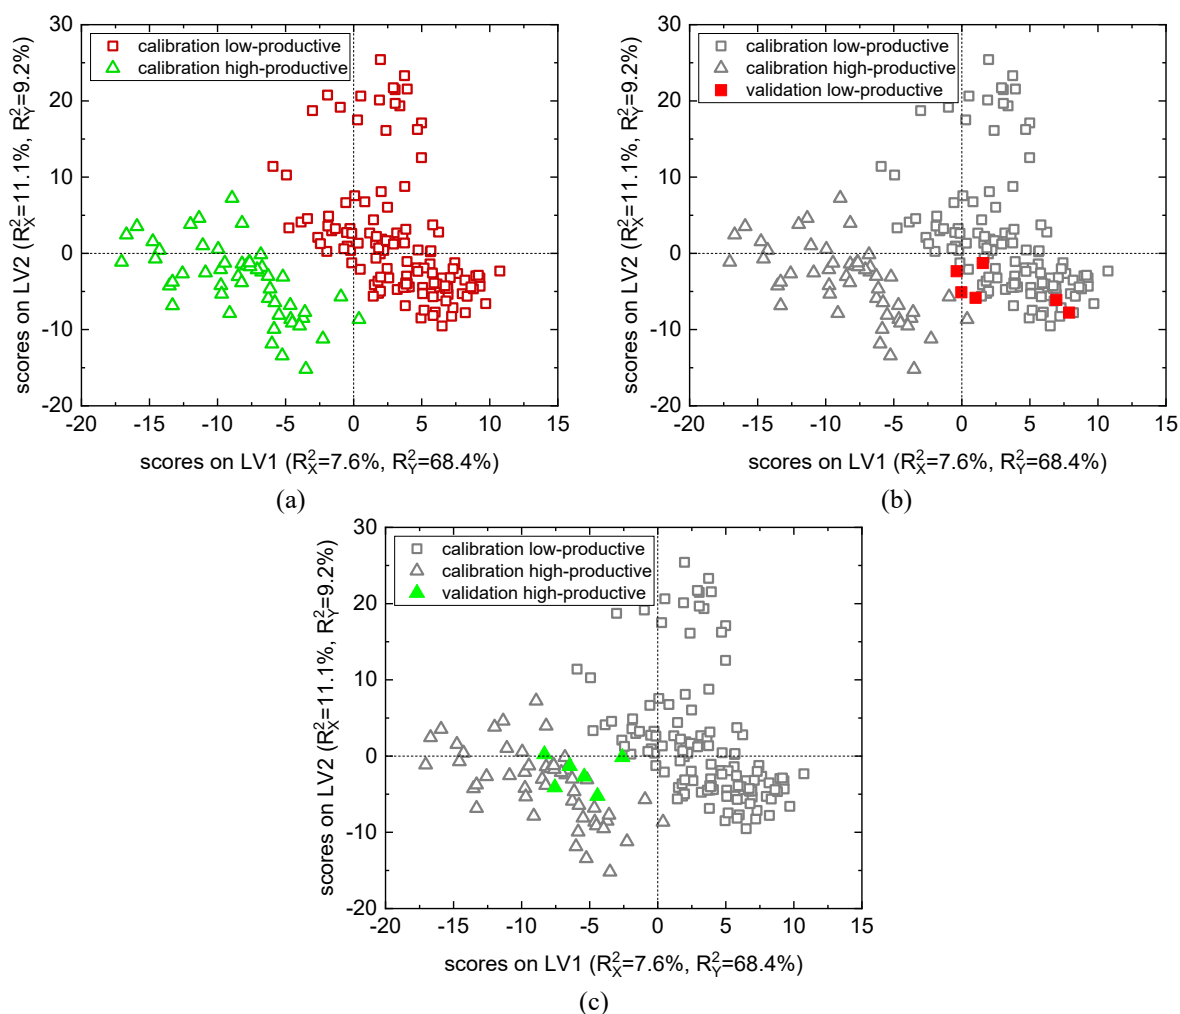 30
20
10
0
-10
-20
-20
-15
-10
-5
0
5
10
15
calibration low-productive
calibration high-productive
scores on LV2 (R²X=11.1%, R²Y=9.2%)
scores on LV1 (R²X=7.6%, R²Y=68.4%)
(a)
30
20
10
0
-10
-20
-20
-15
-10
-5
0
5
10
15
calibration low-productive
calibration high-productive
validation low-productive
scores on LV2 (R²X=11.1%, R²Y=9.2%)
scores on LV1 (R²X=7.6%, R²Y=68.4%)
(b)
30
20
10
0
-10
-20
-20
-15
-10
-5
0
5
10
15
calibration low-productive
calibration high-productive
validation high-productive
scores on LV2 (R²X=11.1%, R²Y=9.2%)
scores on LV1 (R²X=7.6%, R²Y=68.4%)
(c)